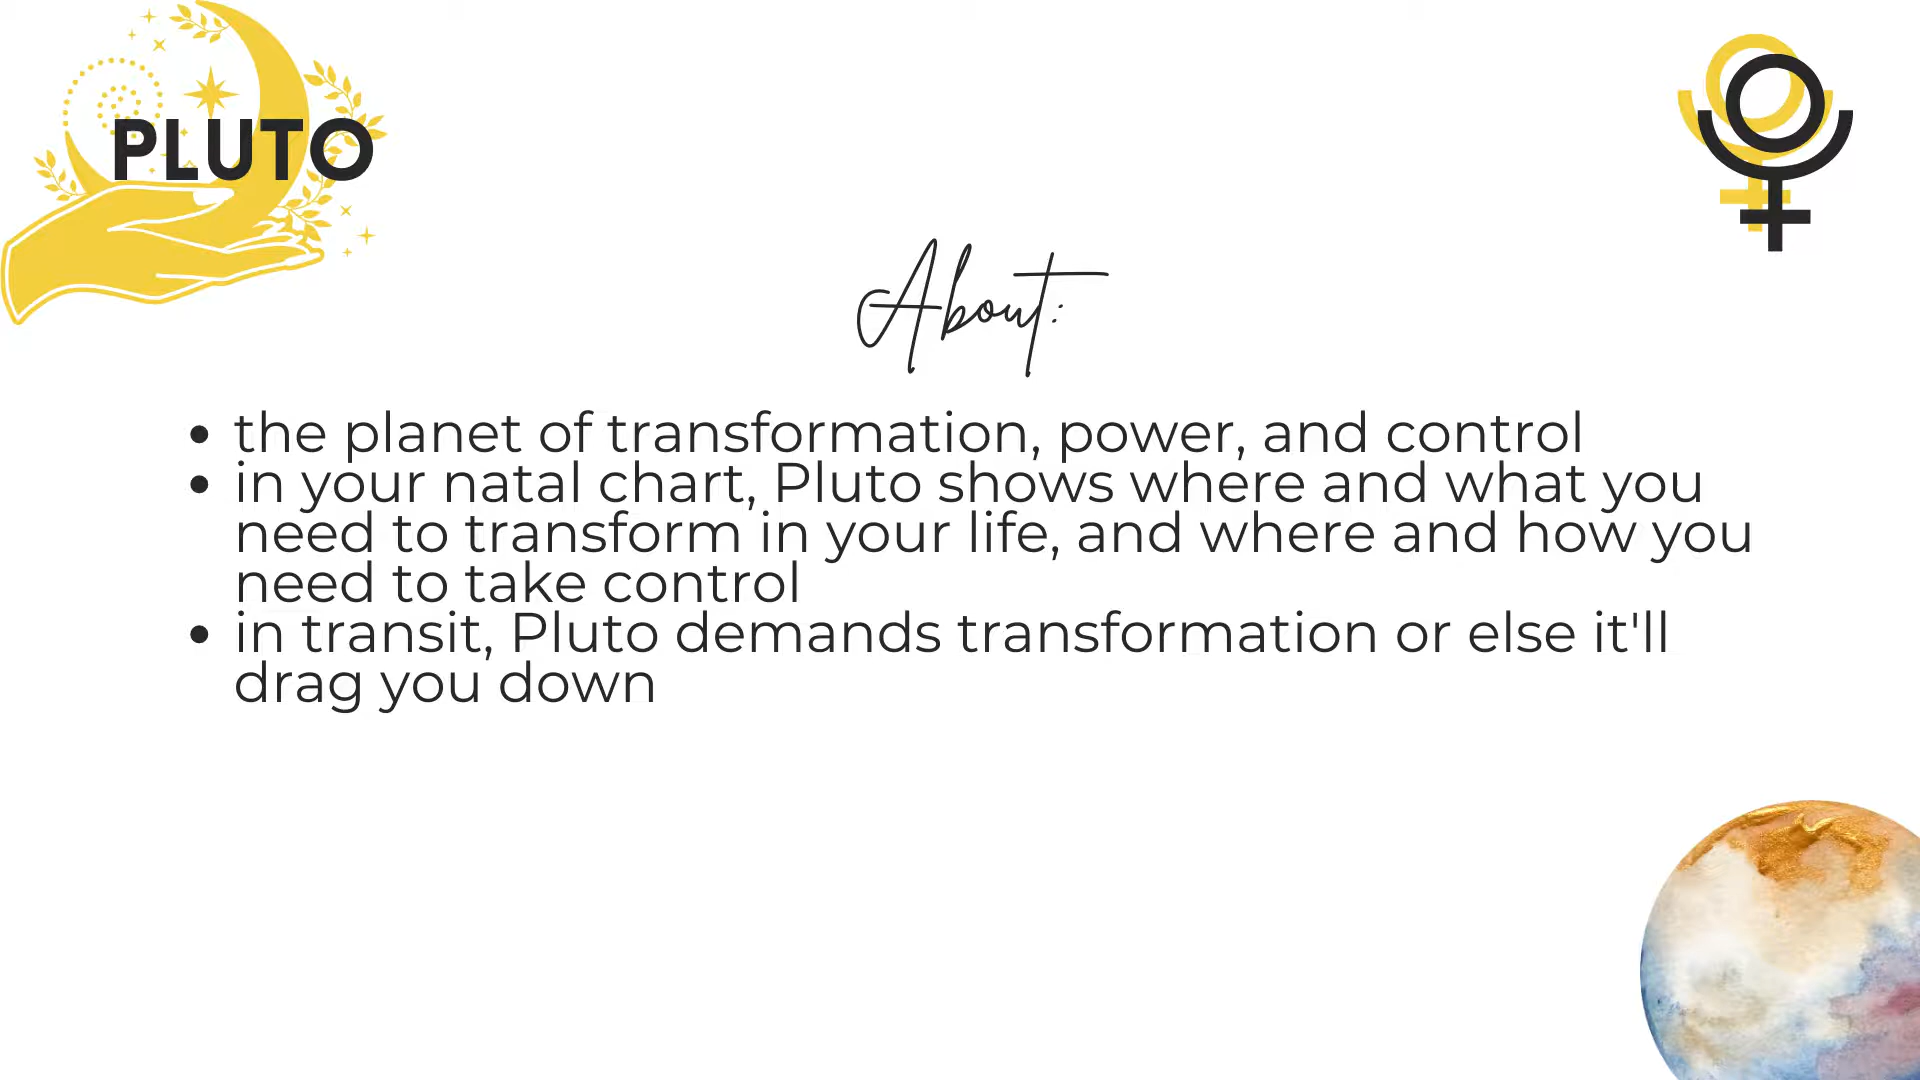 PLUTO
About:
• the planet of transformation, power, and control
• in your natal chart, Pluto shows where and what you
need to transform in your life, and where and how you
need to take control
• in transit, Pluto demands transformation or else it'll
drag you down